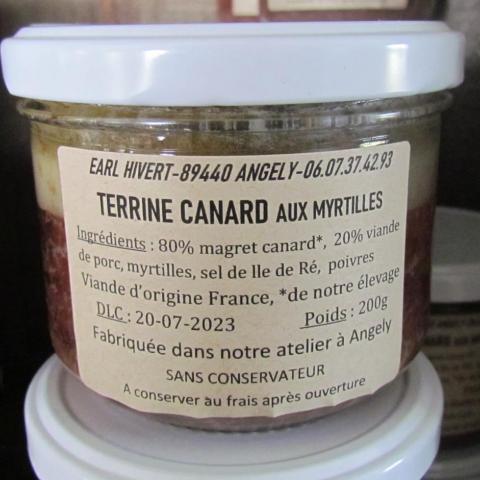 EARL HIVERT-89440 ANGELY-06.07.37.42.93
TERRINE CANARD AUX MYRTILLES
Ingrédients : 80% magret canard*, 20% viande
de porc, myrtilles, sel de Ile de Ré, poivres
Viande d'origine France, *de notre élevage
DLC : 20-07-2023 Poids : 200g
Fabriquée dans notre atelier à Angely
SANS CONSERVATEUR
A conserver au frais après ouverture